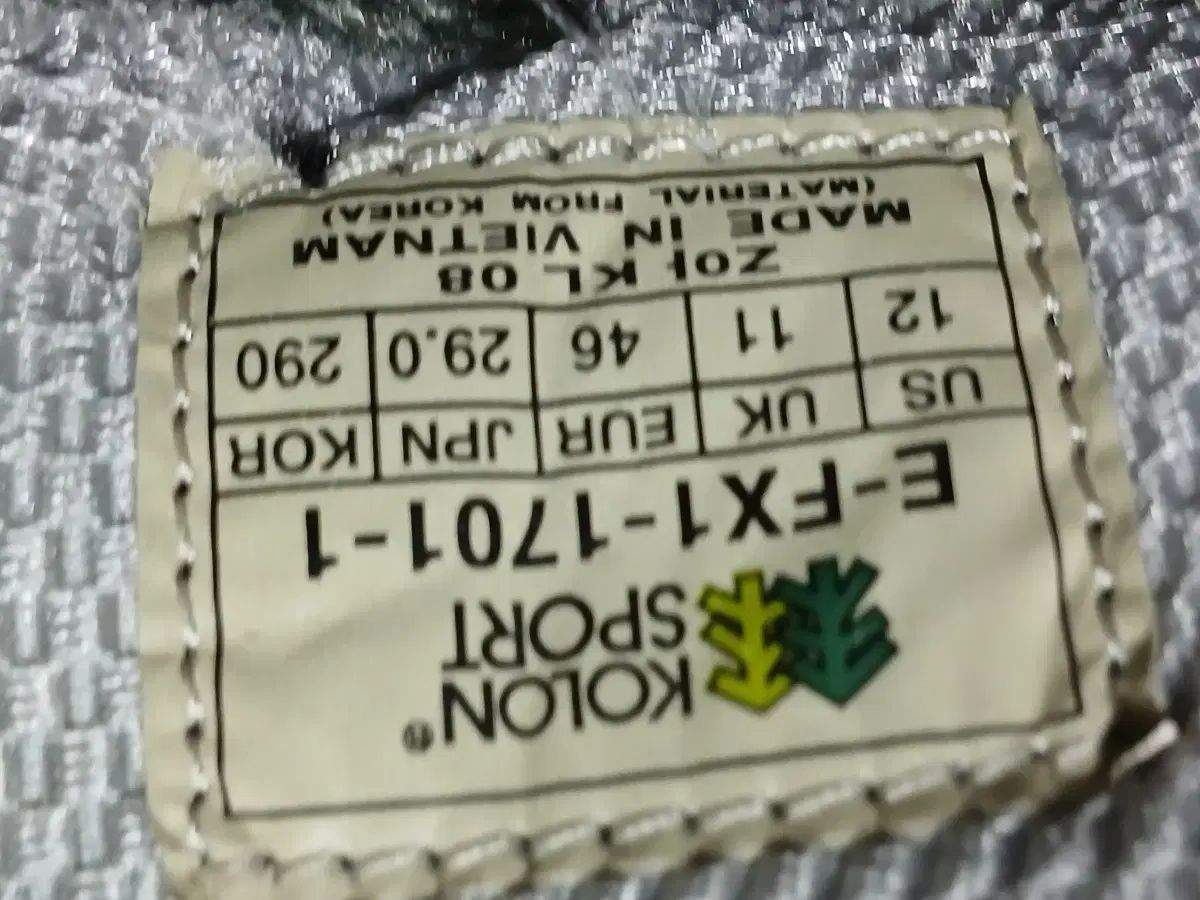 KOLON®
SPORT
E-FX1-1701-1
US UK EUR JPN KOR
12 11 46 29.0 290
KL 08
MADE IN VIETNAM
(MATERIAL FROM KOREA)